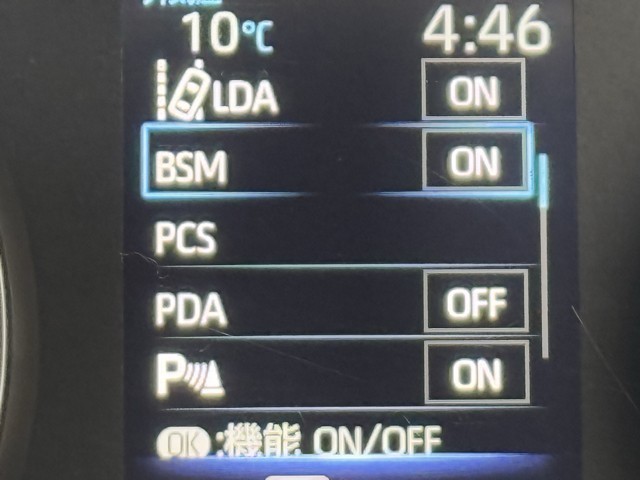 10℃ 4:46
LDA ON
BSM ON
PCS
PDA OFF
P ON
OK:機能 ON/OFF